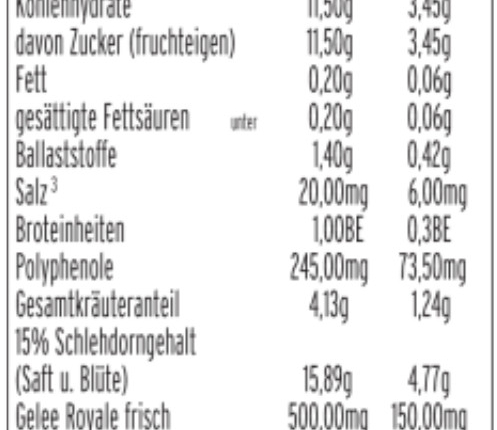 Kohlenhydrate 11,50g 3,45g
davon Zucker (fruchteigen) 11,50g 3,45g
Fett 0,20g 0,06g
gesättigte Fettsäuren unter 0,20g 0,06g
Ballaststoffe 1,40g 0,42g
Salz ³ 20,00mg 6,00mg
Broteinheiten 1,00BE 0,3BE
Polyphenole 245,00mg 73,50mg
Gesamtkräuteranteil 4,13g 1,24g
15% Schlehdorngehalt
(Saft u. Blüte) 15,89g 4,77g
Gelee Royale frisch 500,00mg 150,00mg